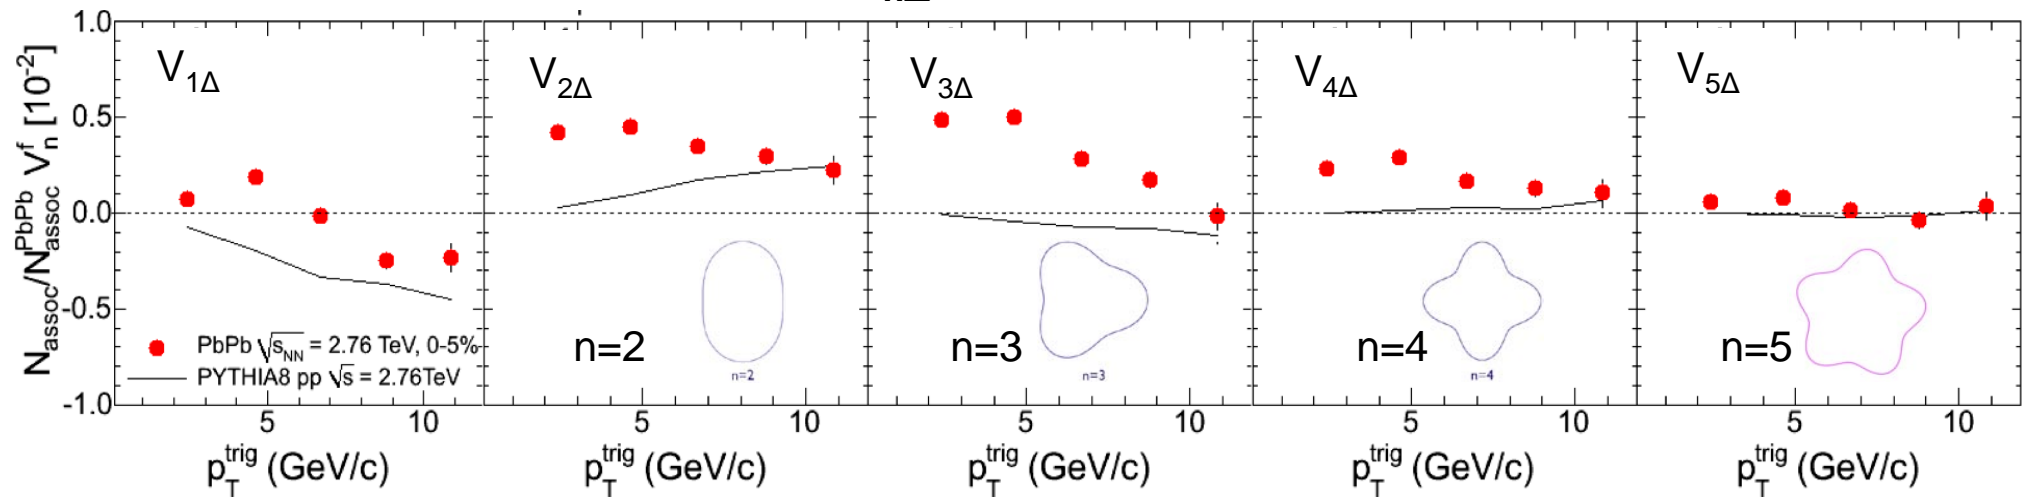 N_assoc/N_assoc^PbPb V_n^f [10^-2]
1.0
0.5
0.0
-0.5
-1.0
V_1Δ
PbPb √s_NN = 2.76 TeV, 0-5%
PYTHIA8 pp √s = 2.76TeV
5 10
p_T^trig (GeV/c)
V_2Δ
n=2
n=2
5 10
p_T^trig (GeV/c)
V_3Δ
n=3
n=3
5 10
p_T^trig (GeV/c)
V_4Δ
n=4
n=4
5 10
p_T^trig (GeV/c)
V_5Δ
n=5
5 10
p_T^trig (GeV/c)